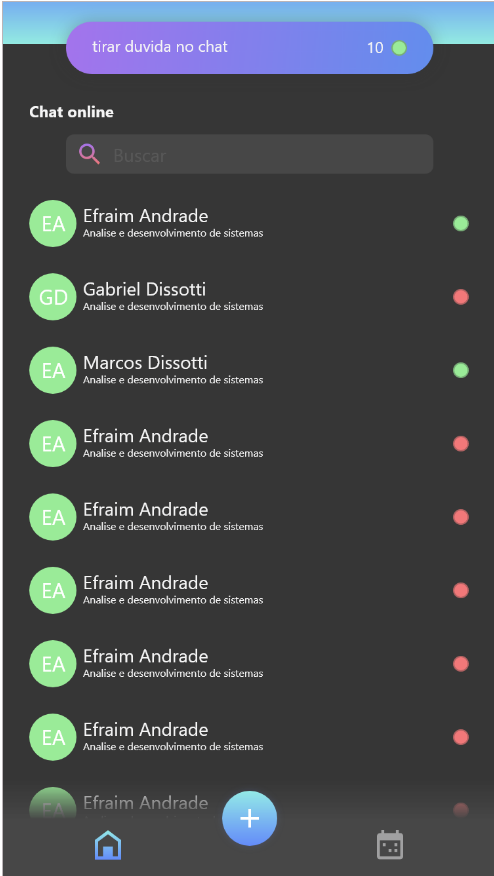 tirar duvida no chat 10
Chat online
Buscar
EA Efraim Andrade
Analise e desenvolvimento de sistemas
GD Gabriel Dissotti
Analise e desenvolvimento de sistemas
EA Marcos Dissotti
Analise e desenvolvimento de sistemas
EA Efraim Andrade
Analise e desenvolvimento de sistemas
EA Efraim Andrade
Analise e desenvolvimento de sistemas
EA Efraim Andrade
Analise e desenvolvimento de sistemas
EA Efraim Andrade
Analise e desenvolvimento de sistemas
EA Efraim Andrade
Analise e desenvolvimento de sistemas
EA Efraim Andrade